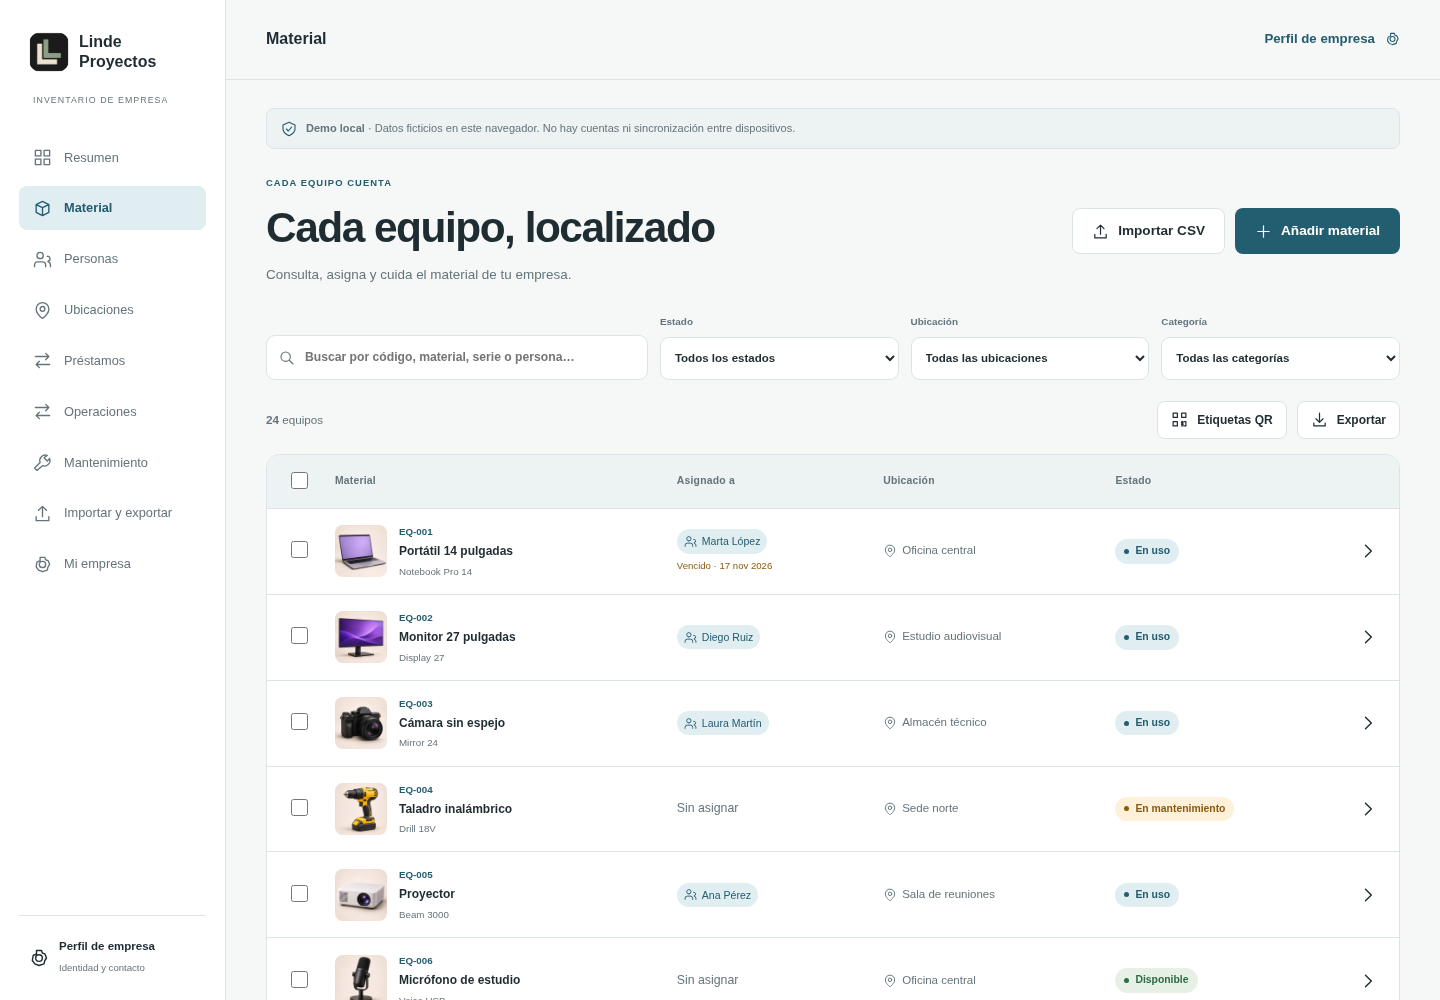 Linde
Proyectos
INVENTARIO DE EMPRESA
Resumen
Material
Personas
Ubicaciones
Préstamos
Operaciones
Mantenimiento
Importar y exportar
Mi empresa
Perfil de empresa
Identidad y contacto
Material
Perfil de empresa
Demo local · Datos ficticios en este navegador. No hay cuentas ni sincronización entre dispositivos.
CADA EQUIPO CUENTA
Cada equipo, localizado
Importar CSV
Añadir material
Consulta, asigna y cuida el material de tu empresa.
Buscar por código, material, serie o persona…
Estado
Todos los estados
Ubicación
Todas las ubicaciones
Categoría
Todas las categorías
24 equipos
Etiquetas QR
Exportar
Material Asignado a Ubicación Estado
EQ-001
Portátil 14 pulgadas
Notebook Pro 14
Marta López
Vencido · 17 nov 2026
Oficina central
En uso
EQ-002
Monitor 27 pulgadas
Display 27
Diego Ruiz
Estudio audiovisual
En uso
EQ-003
Cámara sin espejo
Mirror 24
Laura Martín
Almacén técnico
En uso
EQ-004
Taladro inalámbrico
Drill 18V
Sin asignar
Sede norte
En mantenimiento
EQ-005
Proyector
Beam 3000
Ana Pérez
Sala de reuniones
En uso
EQ-006
Micrófono de estudio
Voice USB
Sin asignar
Oficina central
Disponible